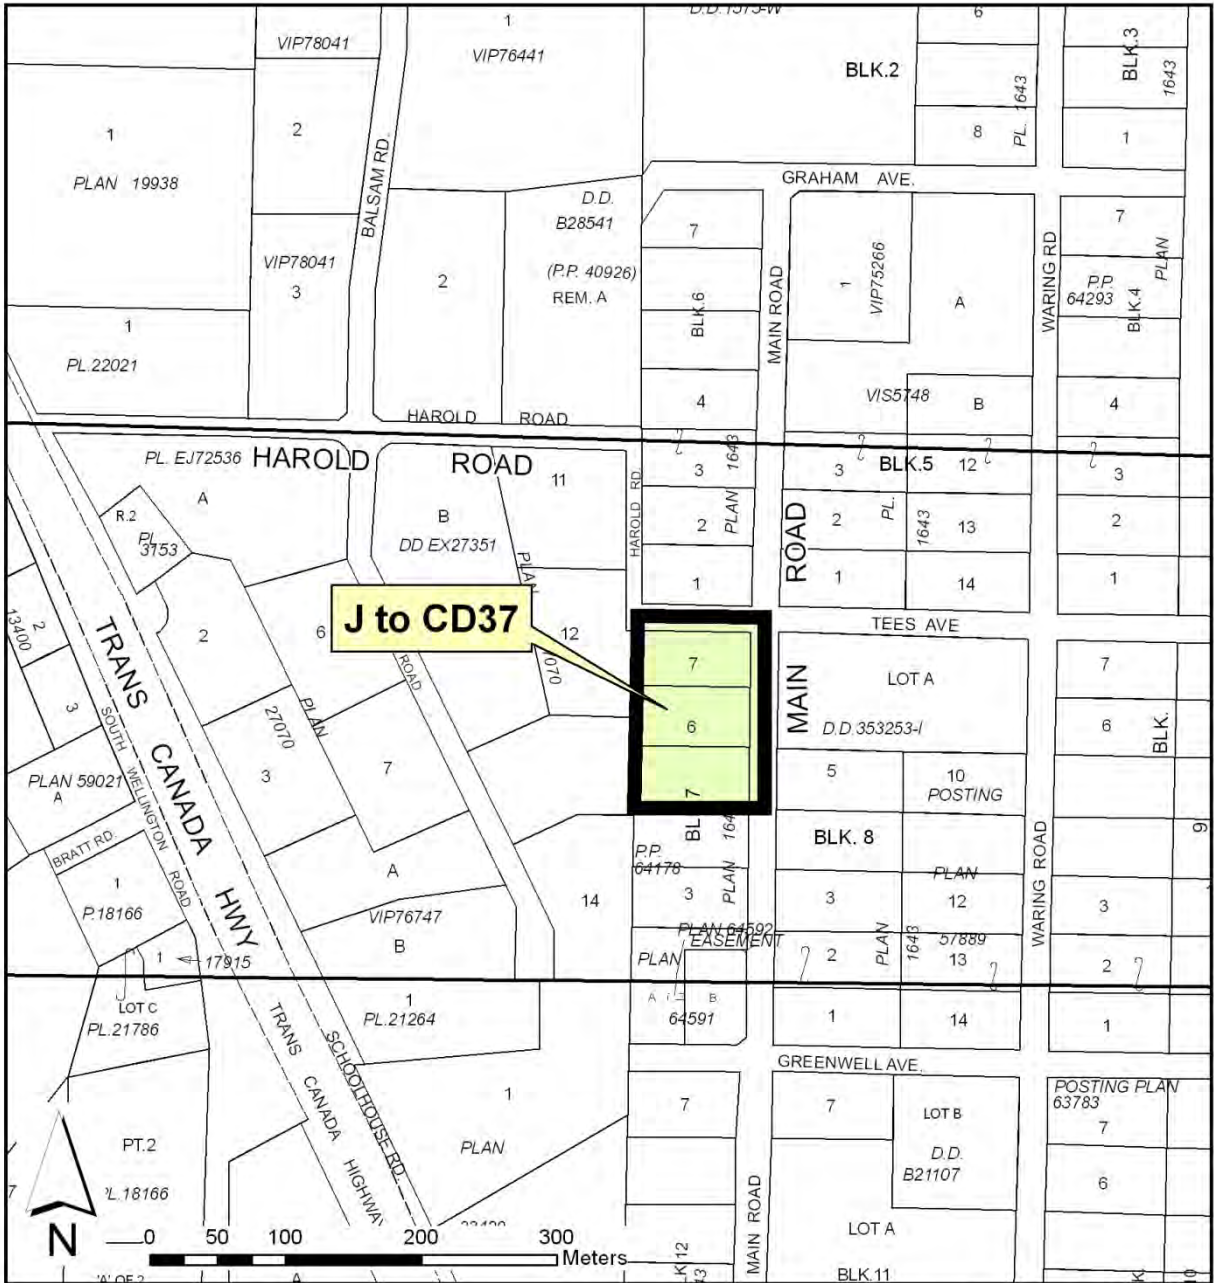 1
VIP76441
VIP78041
D.D.1575-W
6
BLK.3
1643
BLK.2
PL. 1643
8
1
1
PLAN 19938
2
BALSAM RD.
GRAHAM AVE.
D.D.
B28541
(P.P. 40926)
REM. A
2
VIP78041
3
7
BLK.6
MAIN ROAD
1
VIP75266
A
WARING RD
7
P.P.
64293
BLK.4
PLAN
1
PL.22021
HAROLD ROAD
4
VIS5748
B
4
PL. EJ72536
A
HAROLD ROAD
11
HAROLD RD
3
1643
3
BLK.5
12
3
R.2
PL.
3753
B
DD EX27351
PLAN
2
PLAN
2
PL.
1643
13
2
1
ROAD
1
14
1
J to CD37
TEES AVE
2
13400
3
TRANS CANADA HWY
2
6
ROAD
12
7
6
7
MAIN
LOT A
D.D.353253-I
7
6
BLK.
PLAN
27070
3
7
5
10
POSTING
SOUTH WELLINGTON ROAD
PLAN 59021
A
BRATT RD.
1
P.18166
A
VIP76747
B
14
P.P.
64178
3
PLAN
BLK. 8
PLAN
3
12
WARING ROAD
3
9
1
17915
PLAN 64592
EASEMENT
PLAN
2
PLAN
1643
57889
13
2
LOT C
PL.21786
1
PL.21264
A
B
64591
1
14
1
GREENWELL AVE.
TRANS CANADA HIGHWAY
SCHOOLHOUSE RD.
1
PLAN
7
7
LOT B
D.D.
B21107
POSTING PLAN
63783
7
6
PT.2
7
MAIN ROAD
LOT A
BLK.11
N
0 50 100 200 300
Meters
A
10